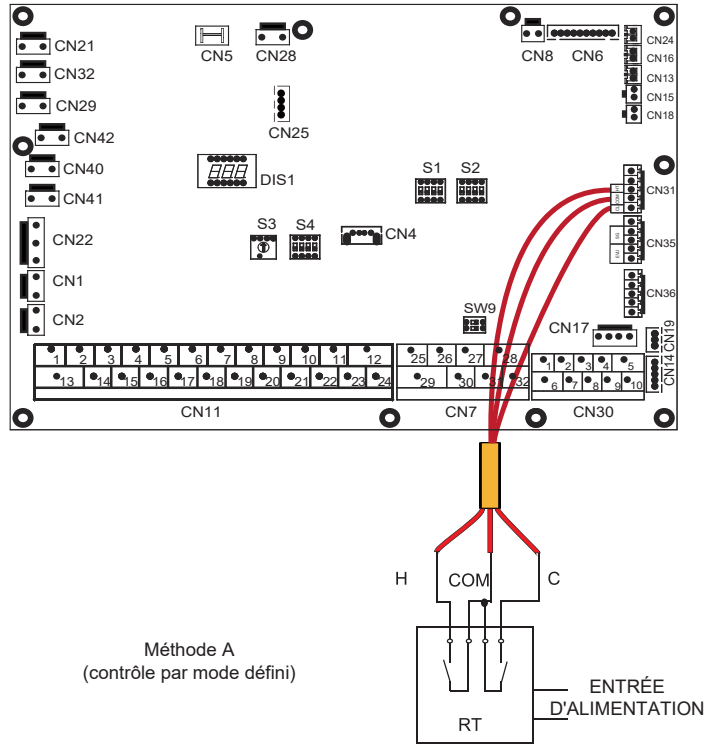 CN21
CN32
CN29
CN42
CN40
CN41
CN22
CN1
CN2
CN5
CN28
CN25
DIS1
S3
S4
CN4
S1
S2
SW9
CN8
CN6
CN24
CN16
CN13
CN15
CN18
CN31
CN35
CN36
CN17
CN19
CN14
1 2 3 4 5 6 7 8 9 10 11 12
13 14 15 16 17 18 19 20 21 22 23 24
CN11
25 26 27 28
29 30 31 32
CN7
1 2 3 4 5
6 7 8 9 10
CN30
H
COM
C
Méthode A
(contrôle par mode défini)
RT
ENTRÉE
D'ALIMENTATION